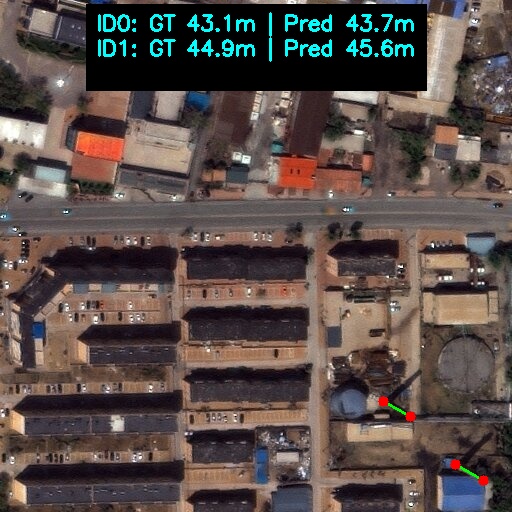 ID0: GT 43.1m | Pred 43.7m
ID1: GT 44.9m | Pred 45.6m